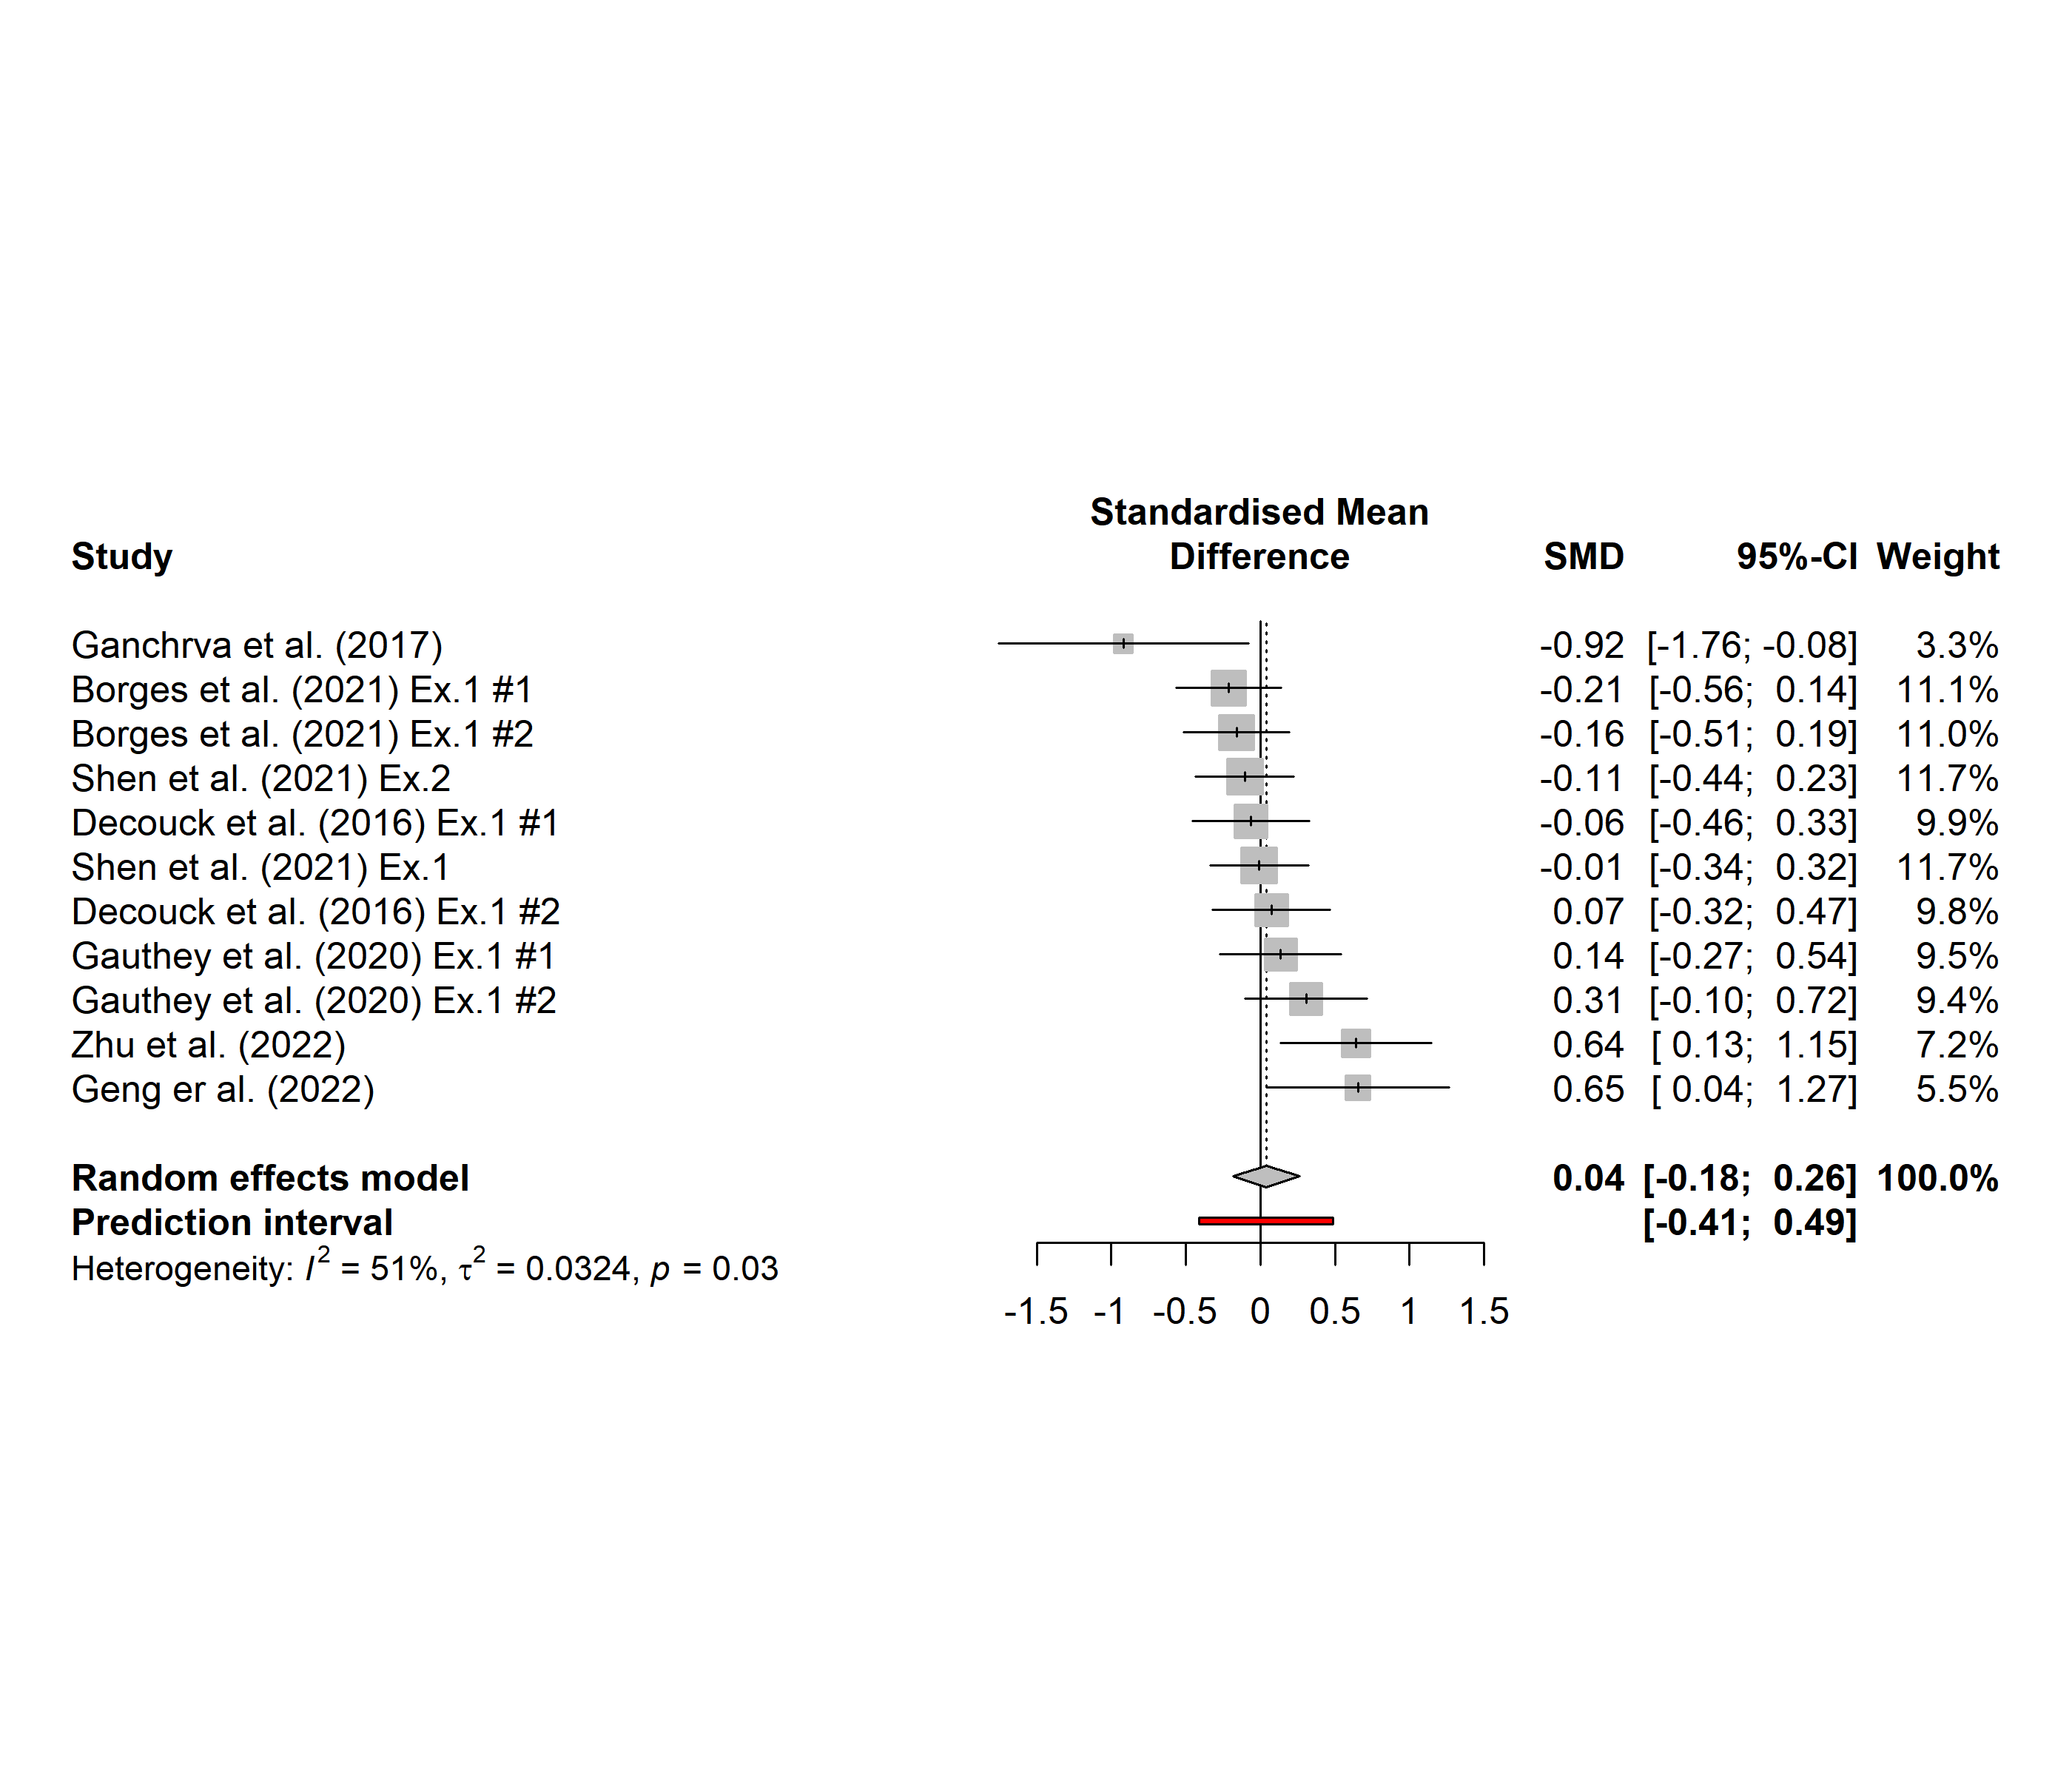 Standardised Mean
Study Difference SMD 95%-CI Weight
Ganchrva et al. (2017) -0.92 [-1.76; -0.08] 3.3%
Borges et al. (2021) Ex.1 #1 -0.21 [-0.56; 0.14] 11.1%
Borges et al. (2021) Ex.1 #2 -0.16 [-0.51; 0.19] 11.0%
Shen et al. (2021) Ex.2 -0.11 [-0.44; 0.23] 11.7%
Decouck et al. (2016) Ex.1 #1 -0.06 [-0.46; 0.33] 9.9%
Shen et al. (2021) Ex.1 -0.01 [-0.34; 0.32] 11.7%
Decouck et al. (2016) Ex.1 #2 0.07 [-0.32; 0.47] 9.8%
Gauthey et al. (2020) Ex.1 #1 0.14 [-0.27; 0.54] 9.5%
Gauthey et al. (2020) Ex.1 #2 0.31 [-0.10; 0.72] 9.4%
Zhu et al. (2022) 0.64 [ 0.13; 1.15] 7.2%
Geng er al. (2022) 0.65 [ 0.04; 1.27] 5.5%
Random effects model 0.04 [-0.18; 0.26] 100.0%
Prediction interval [-0.41; 0.49]
Heterogeneity: I² = 51%, τ² = 0.0324, p = 0.03
-1.5 -1 -0.5 0 0.5 1 1.5